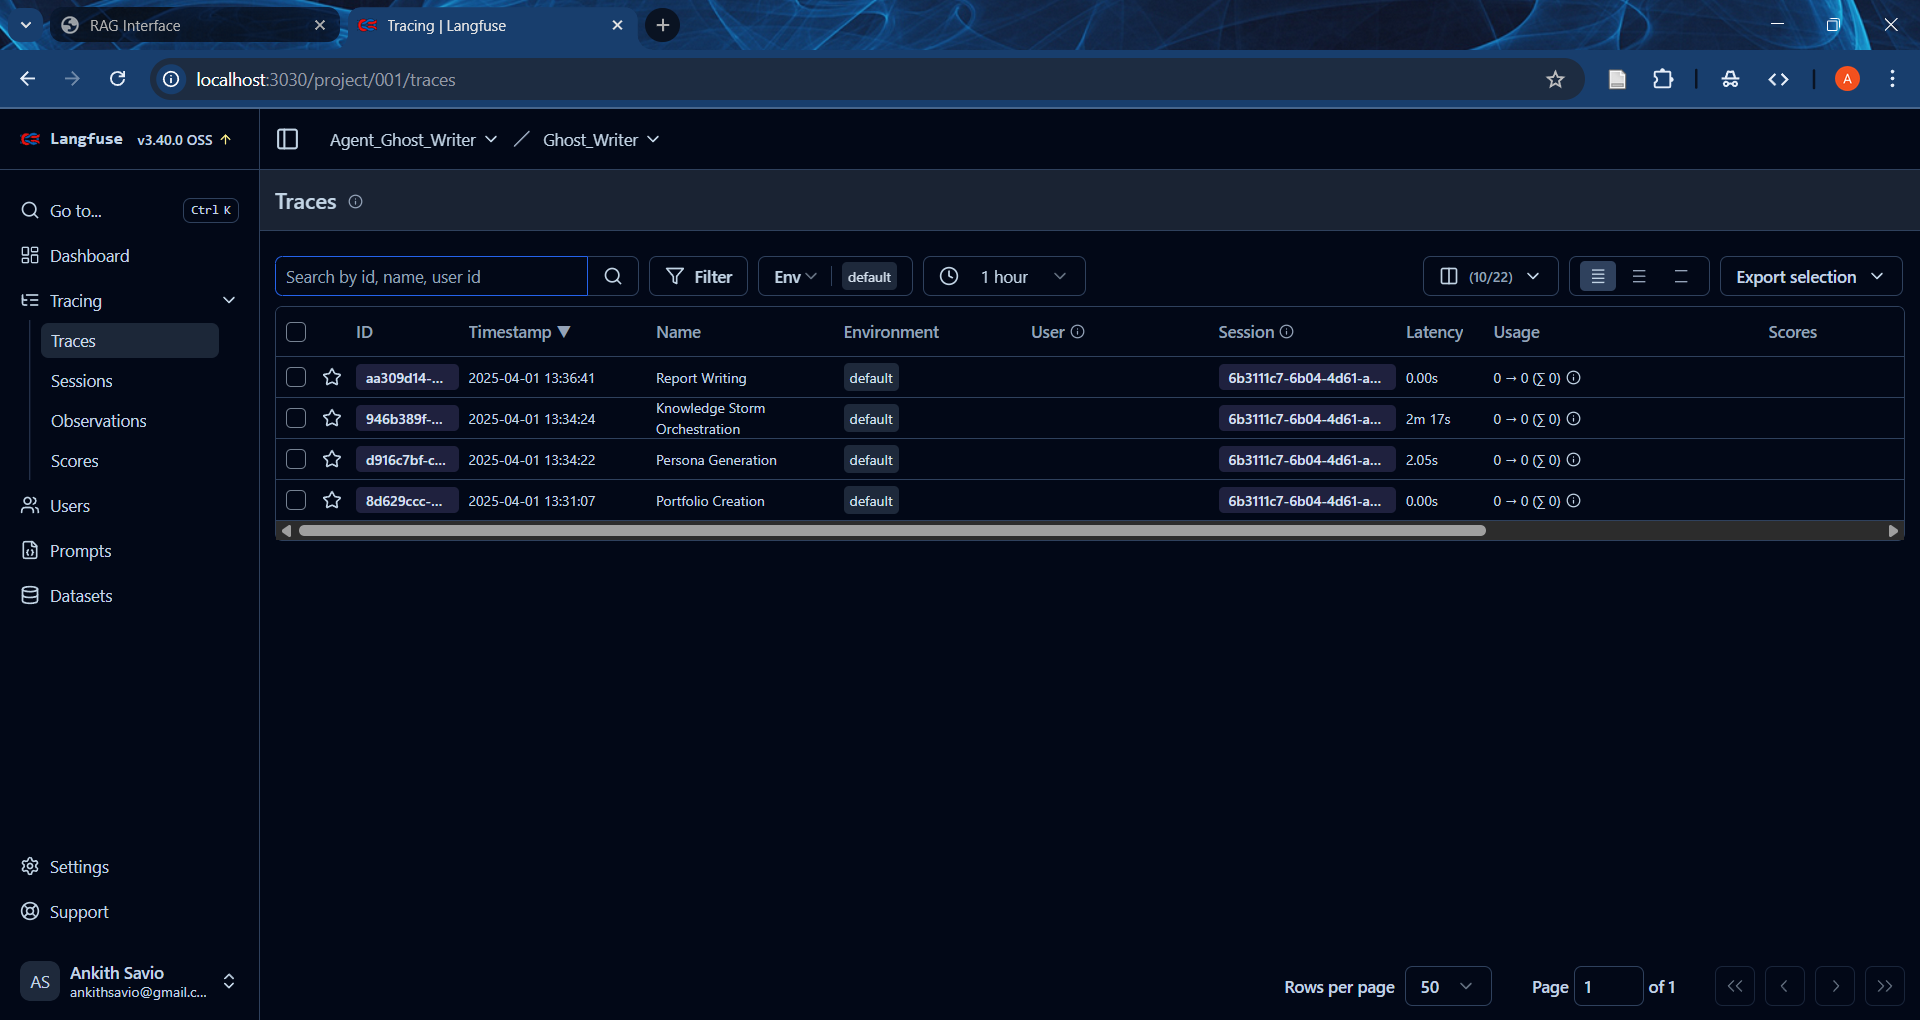 RAG Interface
Tracing | Langfuse
localhost:3030/project/001/traces
A
Langfuse v3.40.0 OSS ↑
Agent_Ghost_Writer / Ghost_Writer
Go to...
Ctrl K
Dashboard
Tracing
Traces
Sessions
Observations
Scores
Users
Prompts
Datasets
Settings
Support
AS
Ankith Savio
ankithsavio@gmail.c...
Traces
Search by id, name, user id
Filter
Env default
1 hour
(10/22)
Export selection
ID Timestamp ▼ Name Environment User Session Latency Usage Scores
aa309d14-... 2025-04-01 13:36:41 Report Writing default 6b3111c7-6b04-4d61-a... 0.00s 0 → 0 (∑ 0)
946b389f-... 2025-04-01 13:34:24 Knowledge Storm Orchestration default 6b3111c7-6b04-4d61-a... 2m 17s 0 → 0 (∑ 0)
d916c7bf-c... 2025-04-01 13:34:22 Persona Generation default 6b3111c7-6b04-4d61-a... 2.05s 0 → 0 (∑ 0)
8d629ccc-... 2025-04-01 13:31:07 Portfolio Creation default 6b3111c7-6b04-4d61-a... 0.00s 0 → 0 (∑ 0)
Rows per page 50 Page 1 of 1